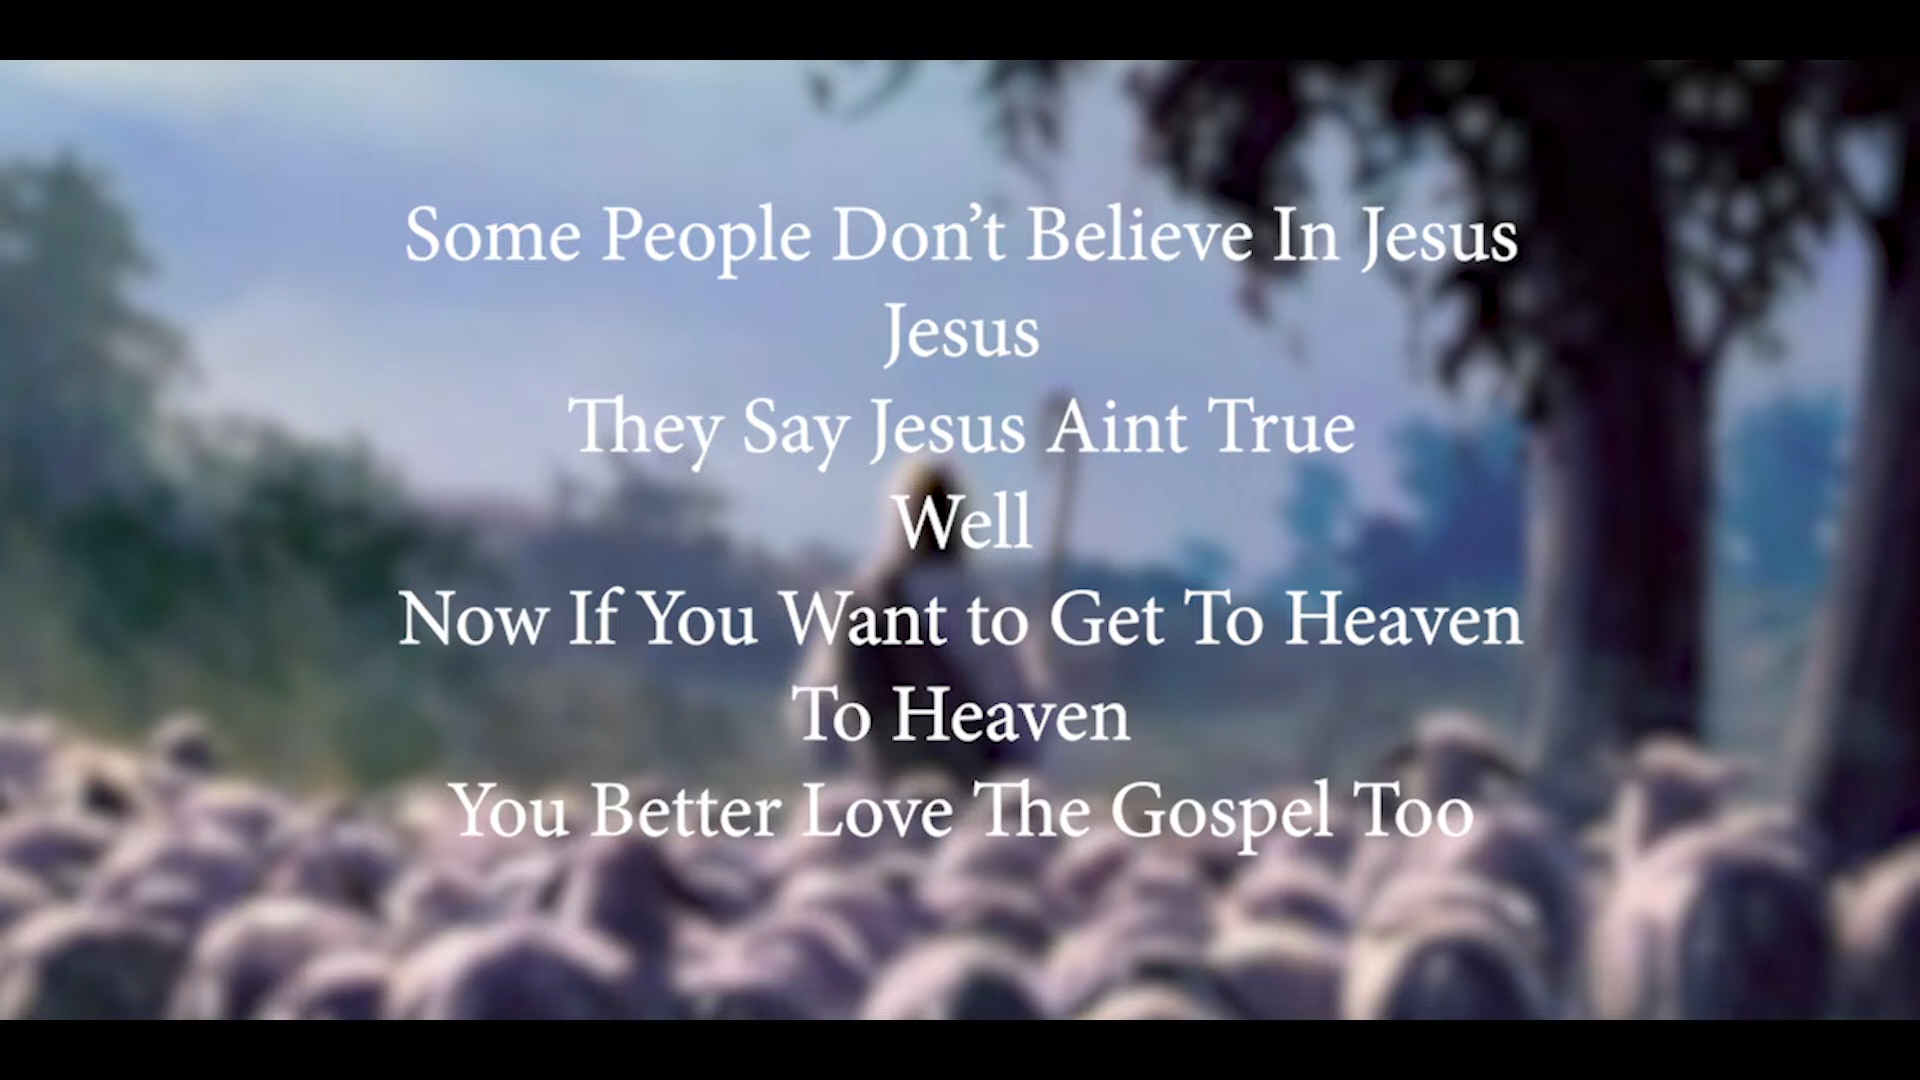 Some People Don’t Believe In Jesus
Jesus
They Say Jesus Aint True
Well
Now If You Want to Get To Heaven
To Heaven
You Better Love The Gospel Too